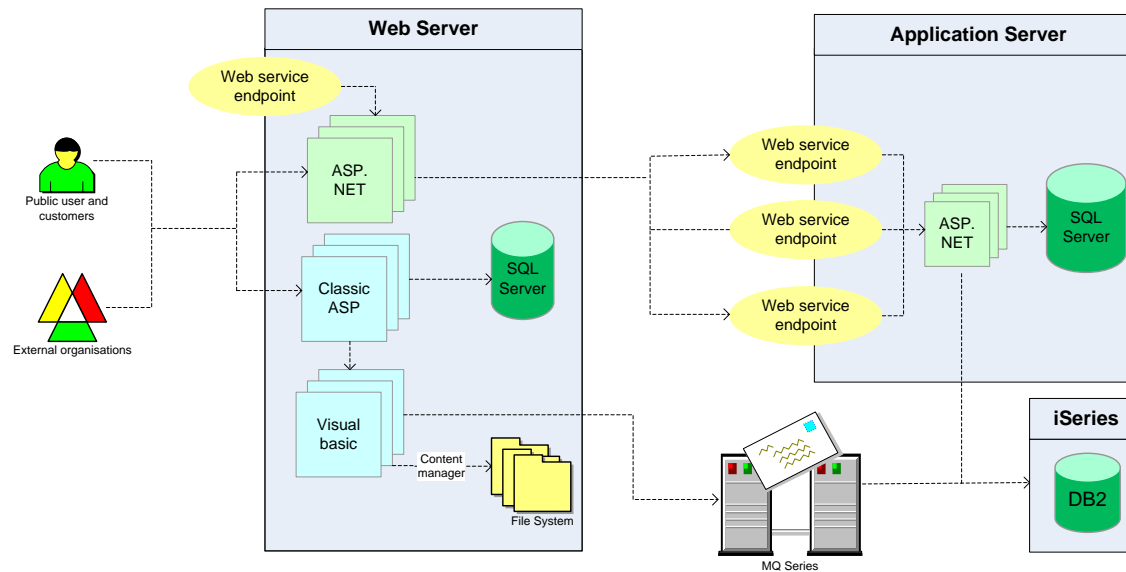 Web Server
Application Server
Web service
endpoint
ASP.
NET
Public user and
customers
External organisations
Classic
ASP
SQL
Server
Visual
basic
Content
manager
File System
Web service
endpoint
Web service
endpoint
Web service
endpoint
ASP.
NET
SQL
Server
MQ Series
iSeries
DB2